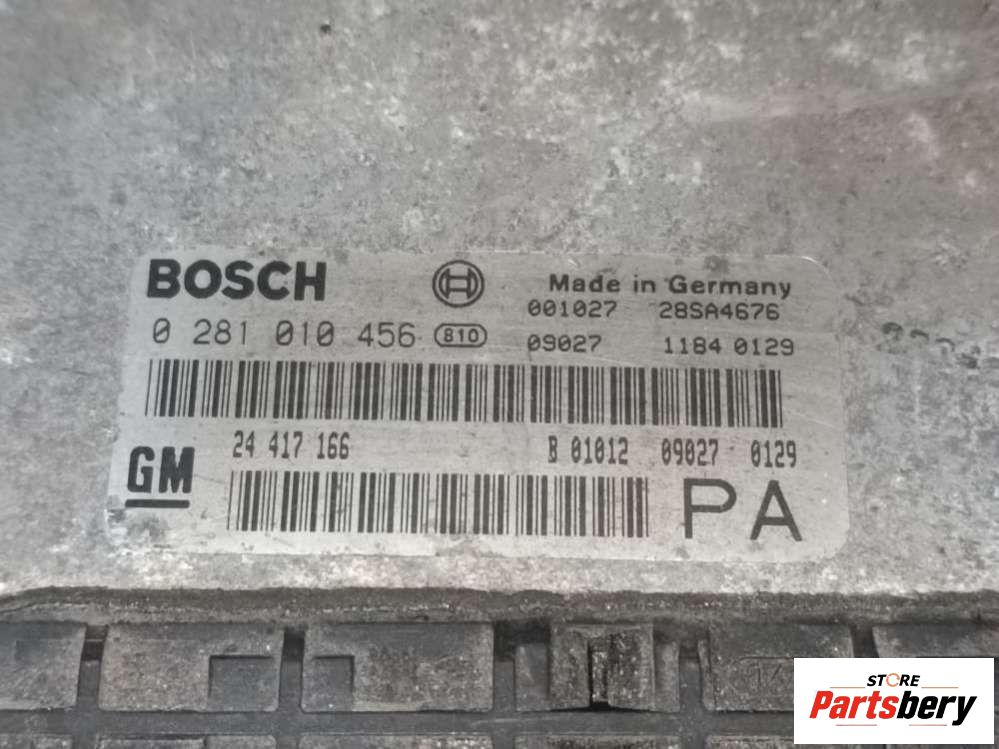 BOSCH Made in Germany
001027 28SA4676
0 281 010 456 810 09027 1184 0129
24 417 166 B 01012 09027 0129
GM PA
STORE
Partsbery